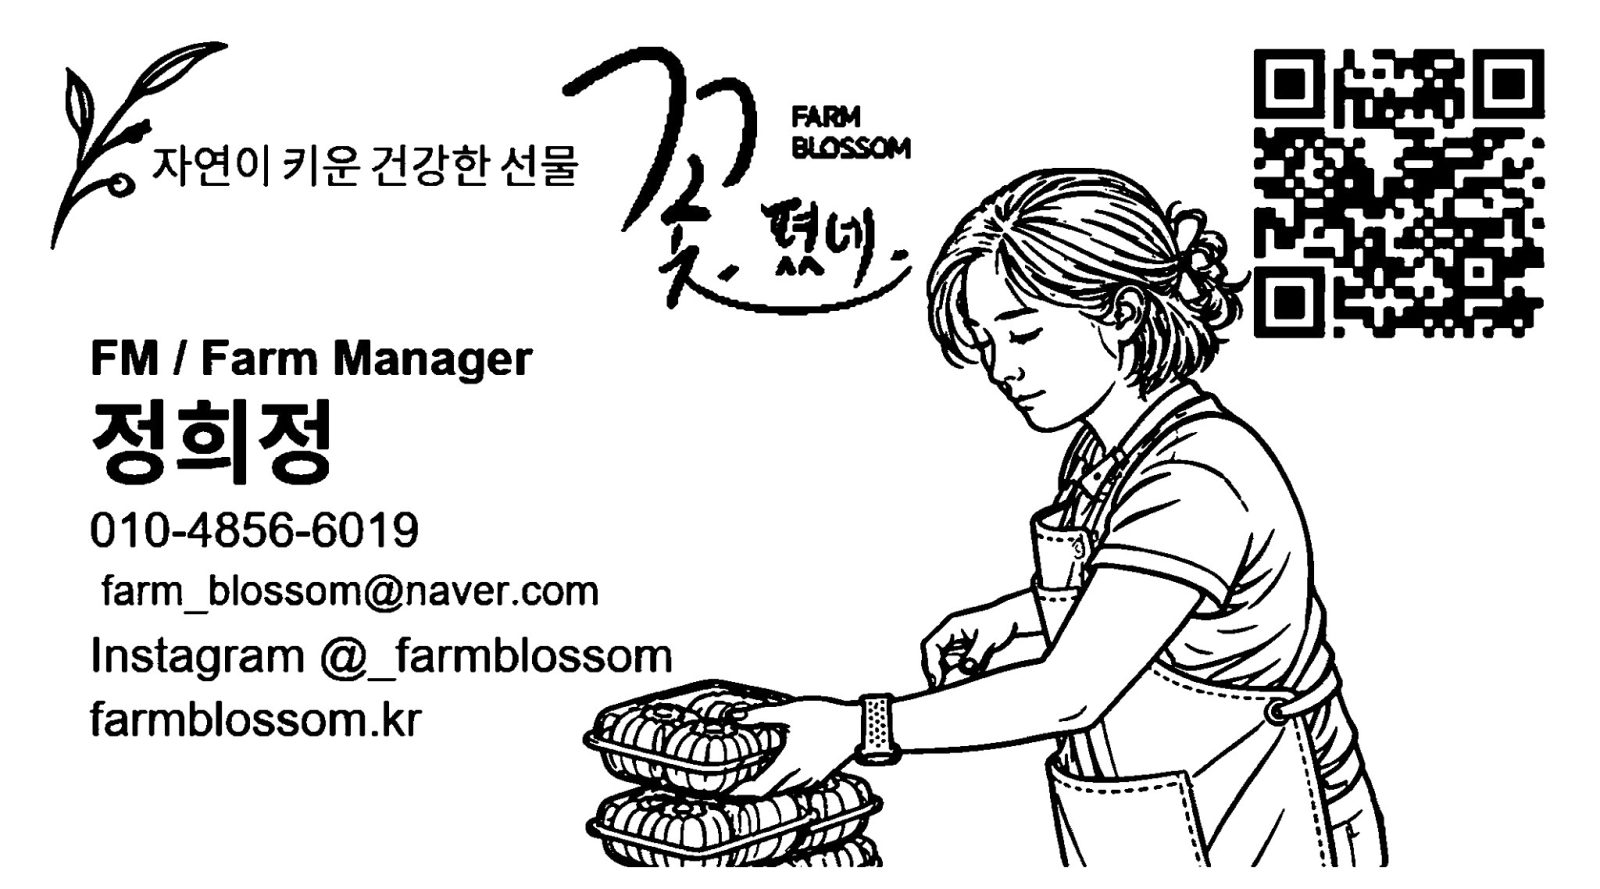 자연이 키운 건강한 선물
꽃
폈네
FARM
BLOSSOM
FM / Farm Manager
정희정
010-4856-6019
farm_blossom@naver.com
Instagram @_farmblossom
farmblossom.kr